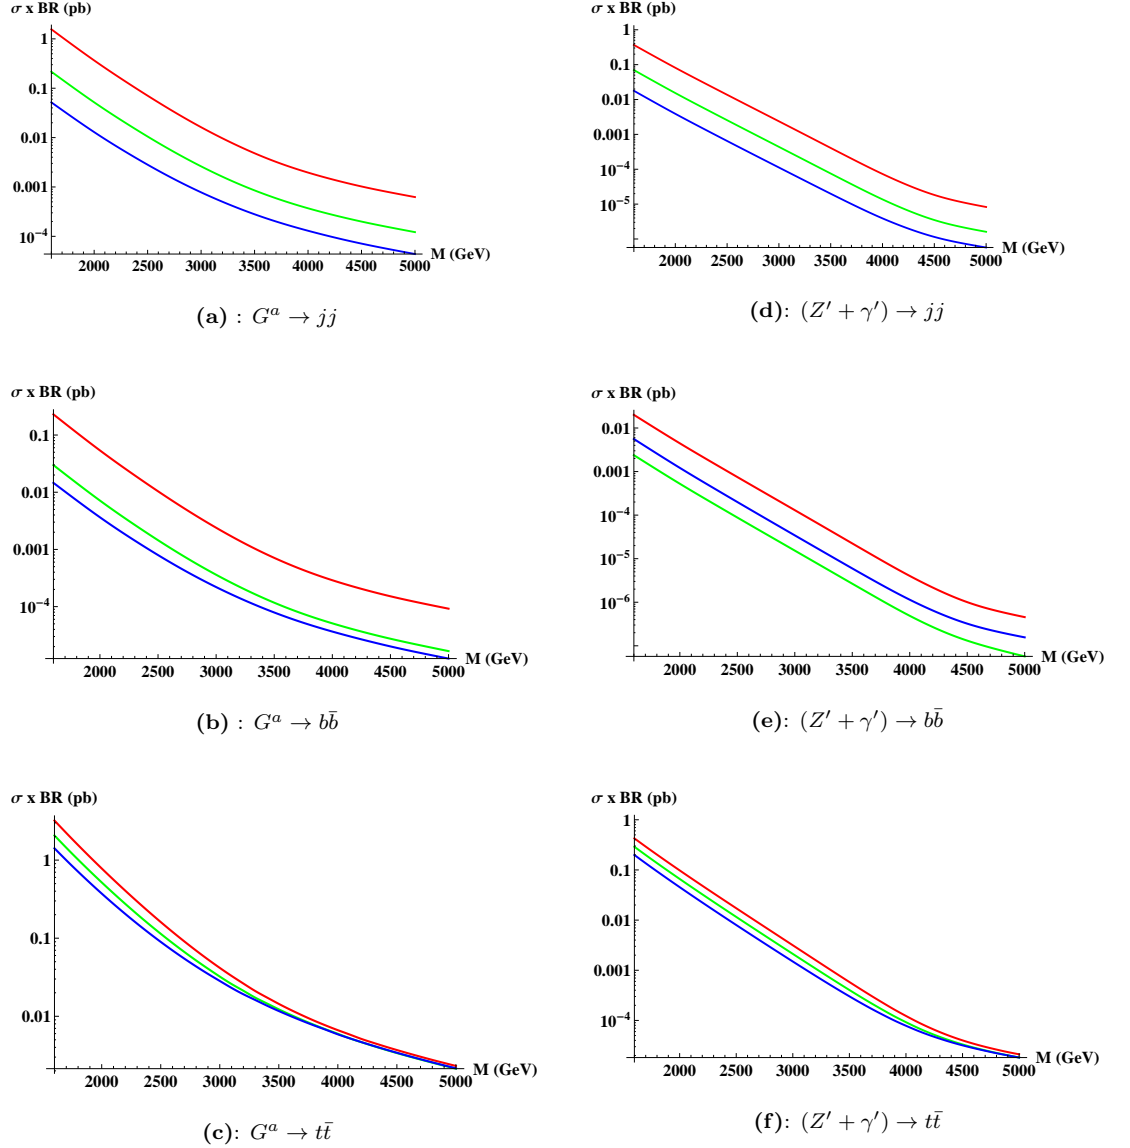 σ x BR (pb)
1
0.1
0.01
0.001
10⁻⁴
2000 2500 3000 3500 4000 4500 5000
M (GeV)
(a) : Gᵃ → jj
σ x BR (pb)
1
0.1
0.01
0.001
10⁻⁴
10⁻⁵
2000 2500 3000 3500 4000 4500 5000
M (GeV)
(d): (Z′ + γ′) → jj
σ x BR (pb)
0.1
0.01
0.001
10⁻⁴
2000 2500 3000 3500 4000 4500 5000
M (GeV)
(b) : Gᵃ → bb̄
σ x BR (pb)
0.01
0.001
10⁻⁴
10⁻⁵
10⁻⁶
2000 2500 3000 3500 4000 4500 5000
M (GeV)
(e): (Z′ + γ′) → bb̄
σ x BR (pb)
1
0.1
0.01
2000 2500 3000 3500 4000 4500 5000
M (GeV)
(c): Gᵃ → tt̄
σ x BR (pb)
1
0.1
0.01
0.001
10⁻⁴
2000 2500 3000 3500 4000 4500 5000
M (GeV)
(f): (Z′ + γ′) → tt̄